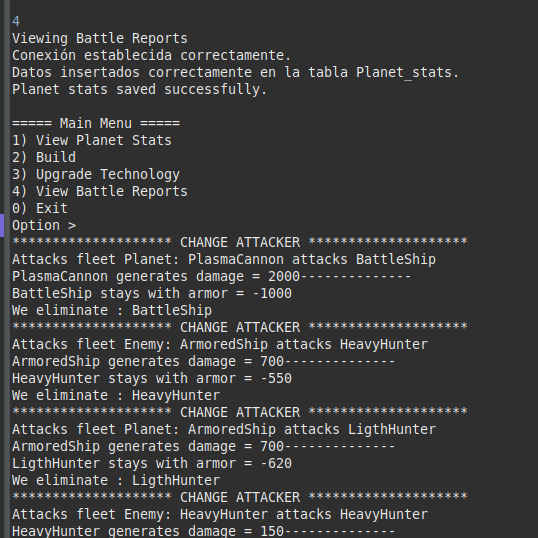 4
Viewing Battle Reports
Conexión establecida correctamente.
Datos insertados correctamente en la tabla Planet_stats.
Planet stats saved successfully.
===== Main Menu =====
1) View Planet Stats
2) Build
3) Upgrade Technology
4) View Battle Reports
0) Exit
Option >
******************** CHANGE ATTACKER ********************
Attacks fleet Planet: PlasmaCannon attacks BattleShip
PlasmaCannon generates damage = 2000--------------
BattleShip stays with armor = -1000
We eliminate : BattleShip
******************** CHANGE ATTACKER ********************
Attacks fleet Enemy: ArmoredShip attacks HeavyHunter
ArmoredShip generates damage = 700--------------
HeavyHunter stays with armor = -550
We eliminate : HeavyHunter
******************** CHANGE ATTACKER ********************
Attacks fleet Planet: ArmoredShip attacks LigthHunter
ArmoredShip generates damage = 700--------------
LigthHunter stays with armor = -620
We eliminate : LigthHunter
******************** CHANGE ATTACKER ********************
Attacks fleet Enemy: HeavyHunter attacks HeavyHunter
HeavyHunter generates damage = 150--------------